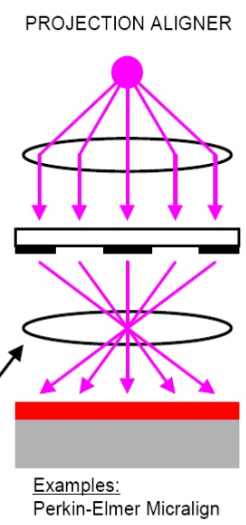 PROJECTION ALIGNER
Examples:
Perkin-Elmer Micralign